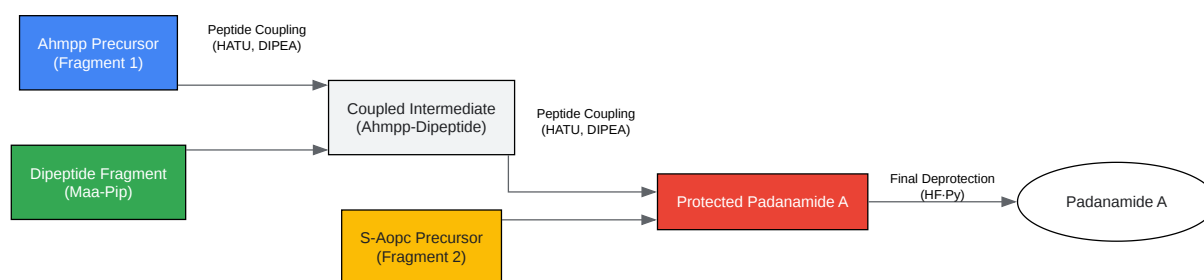 Ahmpp Precursor
(Fragment 1)
Peptide Coupling
(HATU, DIPEA)
Coupled Intermediate
(Ahmpp-Dipeptide)
Peptide Coupling
(HATU, DIPEA)
Dipeptide Fragment
(Maa-Pip)
Protected Padanamide A
Final Deprotection
(HF·Py)
Padanamide A
S-Aopc Precursor
(Fragment 2)